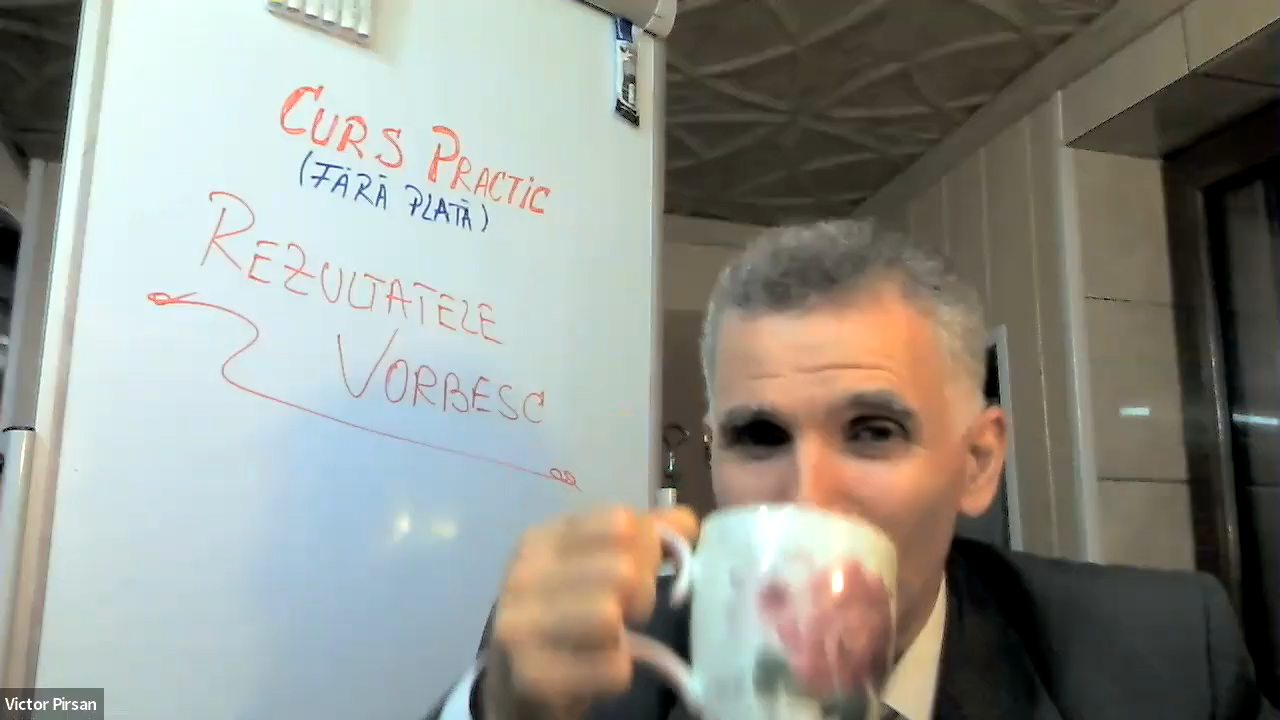 CURS PRACTIC
(FĂRĂ PLATĂ)
REZULTATELE
VORBESC
Victor Pirsan